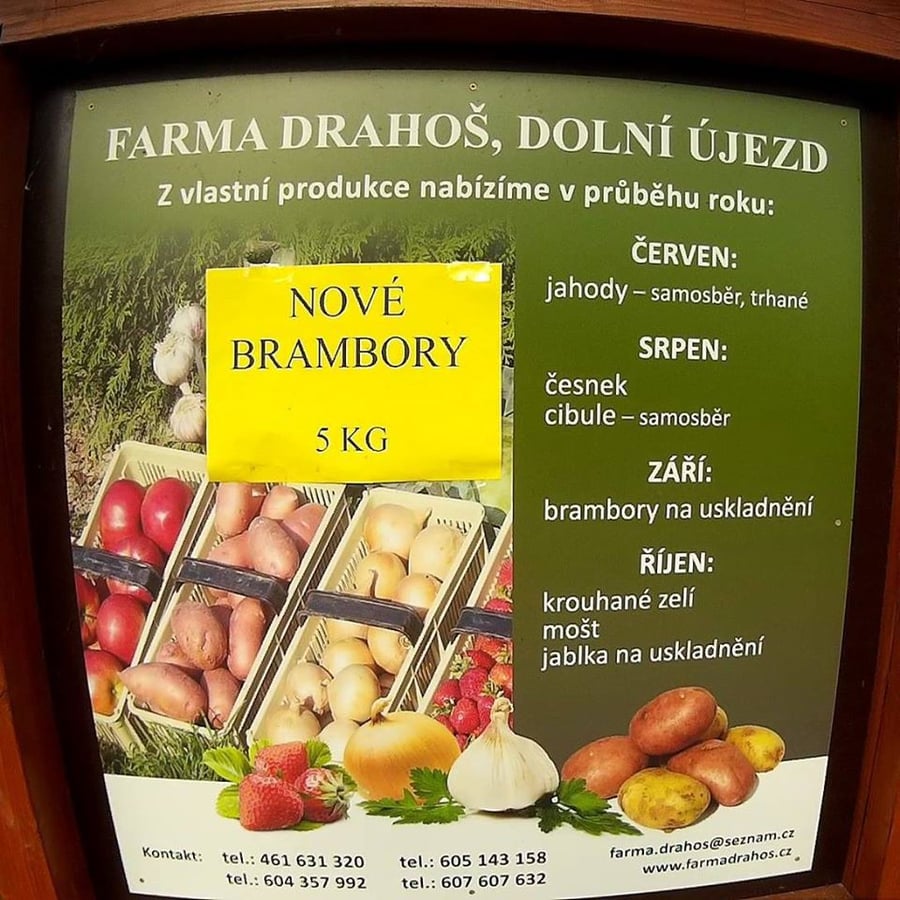 FARMA DRAHOŠ, DOLNÍ ÚJEZD
Z vlastní produkce nabízíme v průběhu roku:
NOVÉ
BRAMBORY
5 KG
ČERVEN:
jahody – samosběr, trhané
SRPEN:
česnek
cibule – samosběr
ZÁŘÍ:
brambory na uskladnění
ŘÍJEN:
krouhané zelí
mošt
jablka na uskladnění
Kontakt: tel.: 461 631 320 tel.: 605 143 158
tel.: 604 357 992 tel.: 607 607 632
farma.drahos@seznam.cz
www.farmadrahos.cz